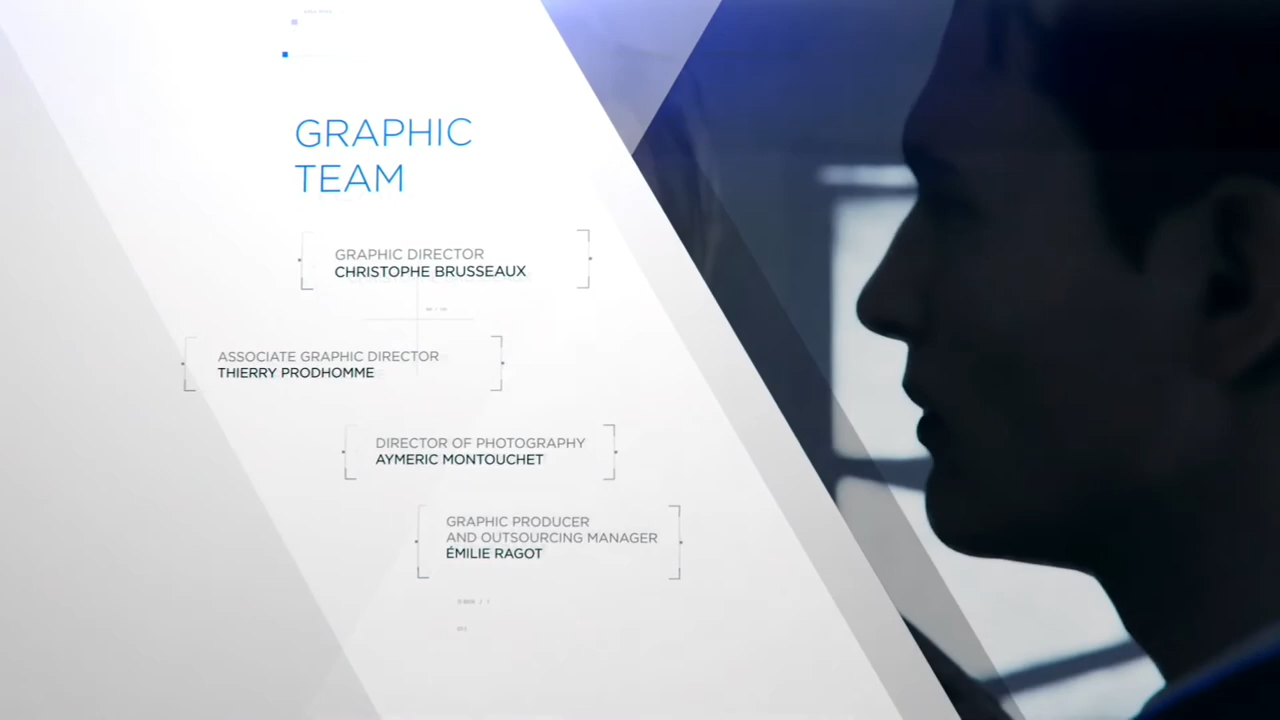 GRAPHIC
TEAM
GRAPHIC DIRECTOR
CHRISTOPHE BRUSSEAUX
ASSOCIATE GRAPHIC DIRECTOR
THIERRY PRODHOMME
DIRECTOR OF PHOTOGRAPHY
AYMERIC MONTOUCHET
GRAPHIC PRODUCER
AND OUTSOURCING MANAGER
ÉMILIE RAGOT